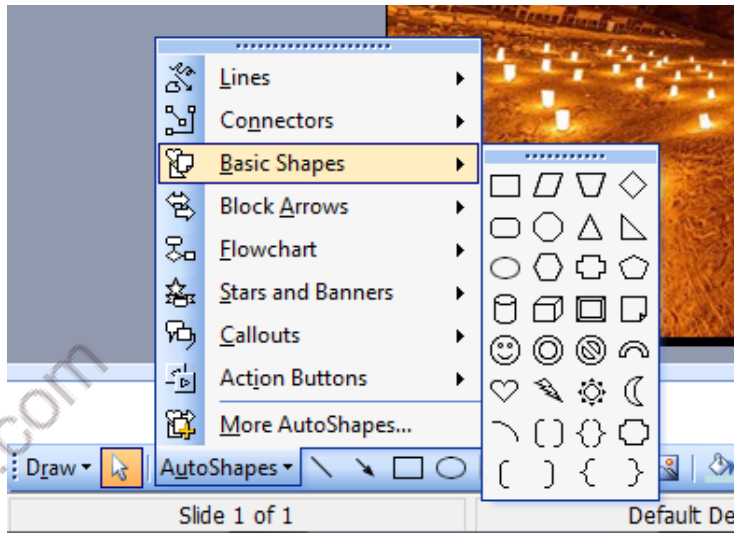 Lines
Connectors
Basic Shapes
Block Arrows
Flowchart
Stars and Banners
Callouts
Action Buttons
More AutoShapes...
.com
Draw AutoShapes
Slide 1 of 1 Default De